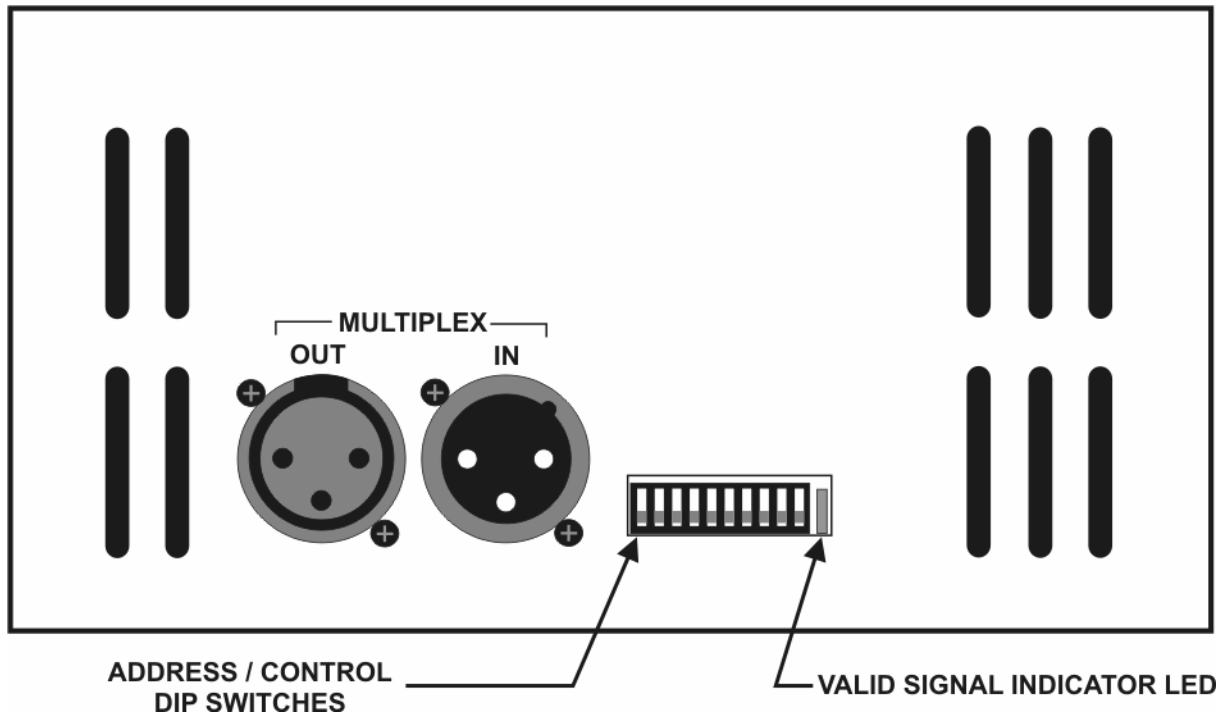 MULTIPLEX
OUT
IN
ADDRESS / CONTROL
DIP SWITCHES
VALID SIGNAL INDICATOR LED